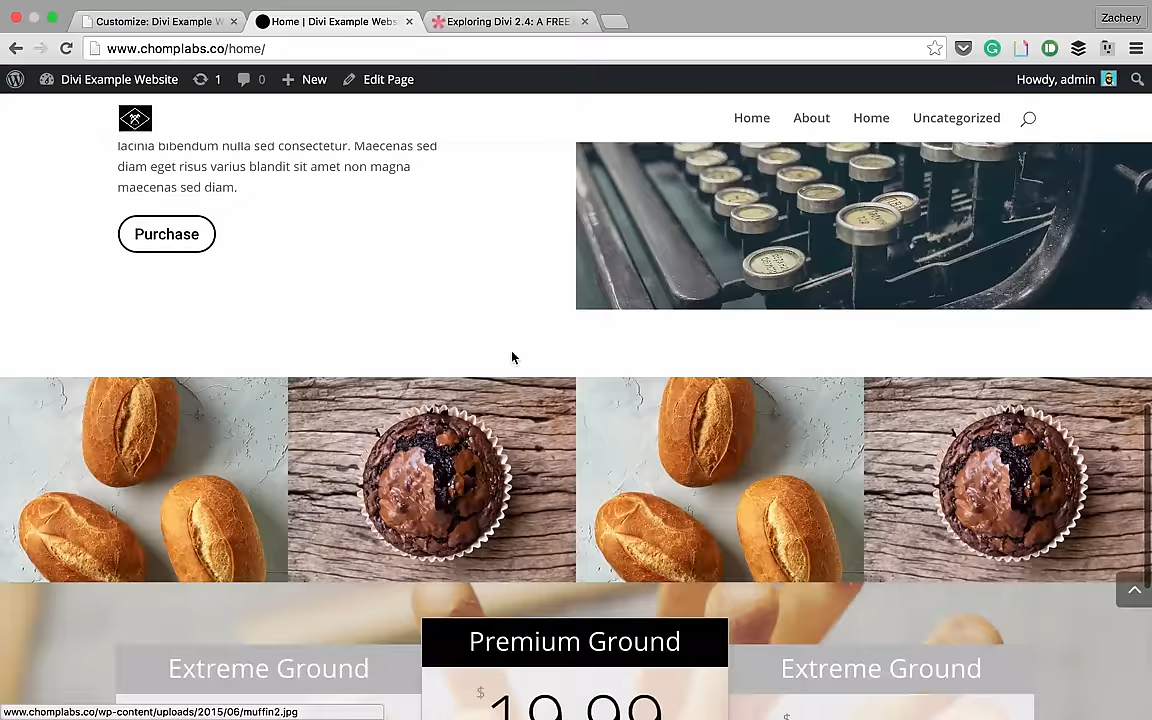 Customize: Divi Example W
Home | Divi Example Webs
Exploring Divi 2.4: A FREE
Zachery
www.chomplabs.co/home/
Divi Example Website
1
0
New
Edit Page
Howdy, admin
Home
About
Home
Uncategorized
lacinia bibendum nulla sed consectetur. Maecenas sed
diam eget risus varius blandit sit amet non magna
maecenas sed diam.
Purchase
Premium Ground
Extreme Ground
Extreme Ground
$
19.99
$
www.chomplabs.co/wp-content/uploads/2015/06/muffin2.jpg